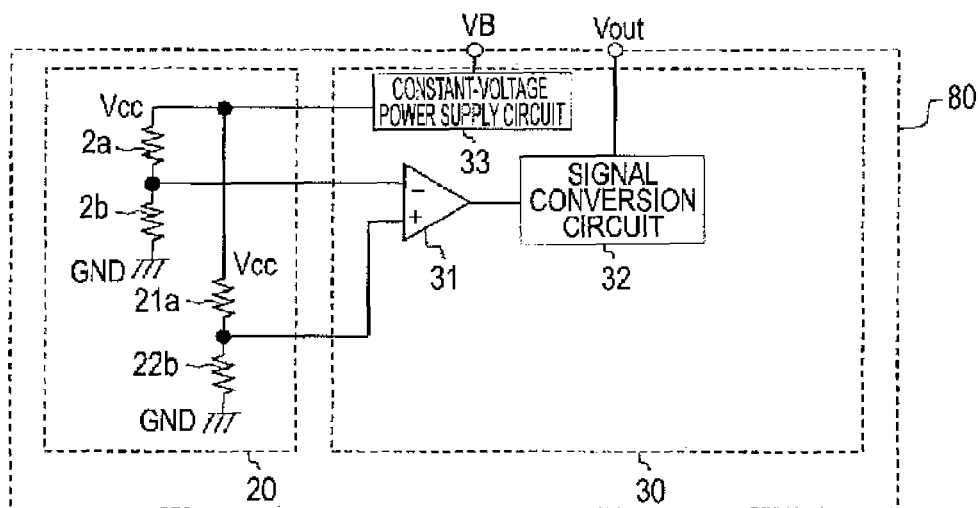 VB
Vout
CONSTANT-VOLTAGE
POWER SUPPLY CIRCUIT
33
80
Vcc
2a
2b
GND
SIGNAL
CONVERSION
CIRCUIT
32
−
+
31
Vcc
21a
22b
GND
20
30